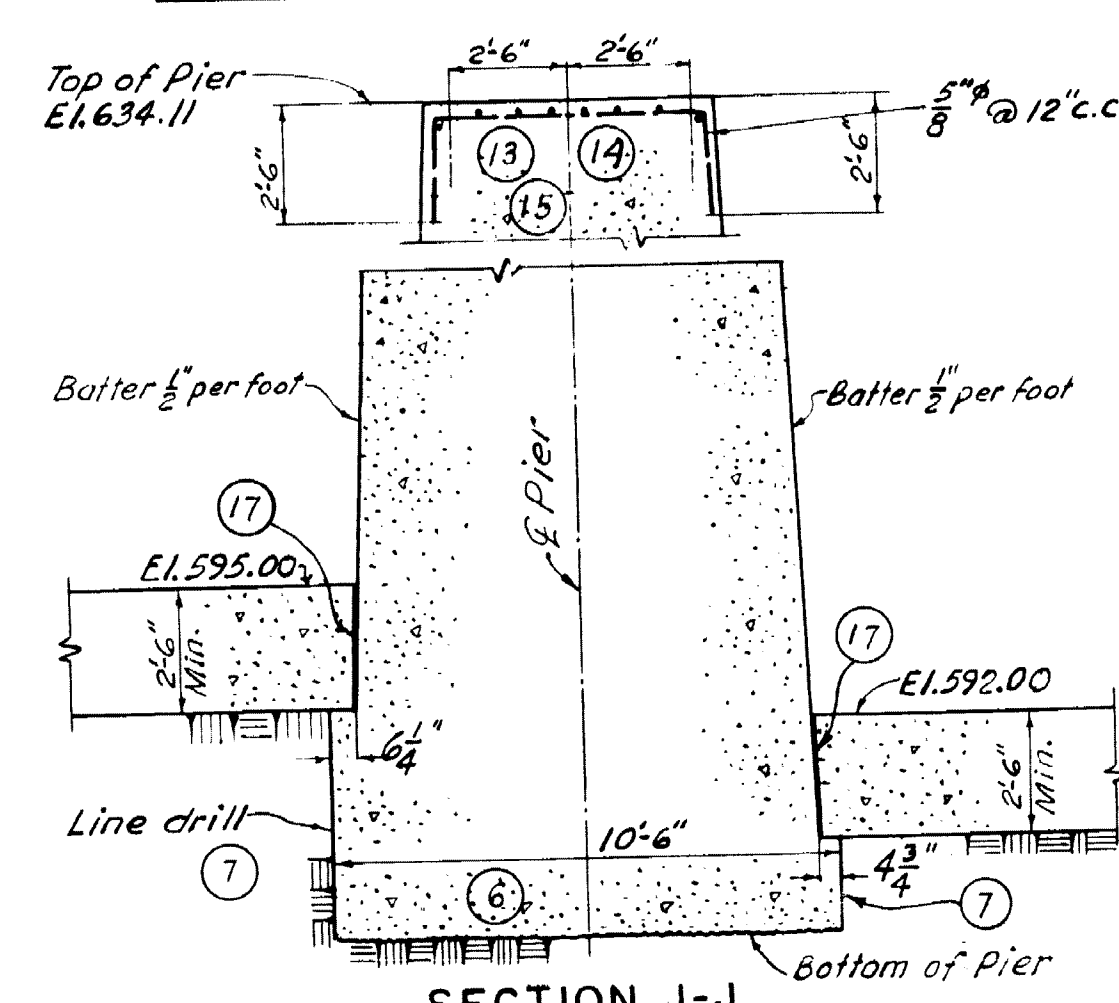 2'-6" 2'-6"
Top of Pier
El. 634.11
5/8"φ @ 12" c.c
2'-6"
2'-6"
13
14
15
Batter 1/2" per foot
Batter 1/2" per foot
℄ Pier
17
El. 595.00
2'-6"
Min.
17
El. 592.00
2'-6"
Min.
6 1/4"
Line drill
7
10'-6"
4 3/4"
6
7
Bottom of Pier
SECTION J-J